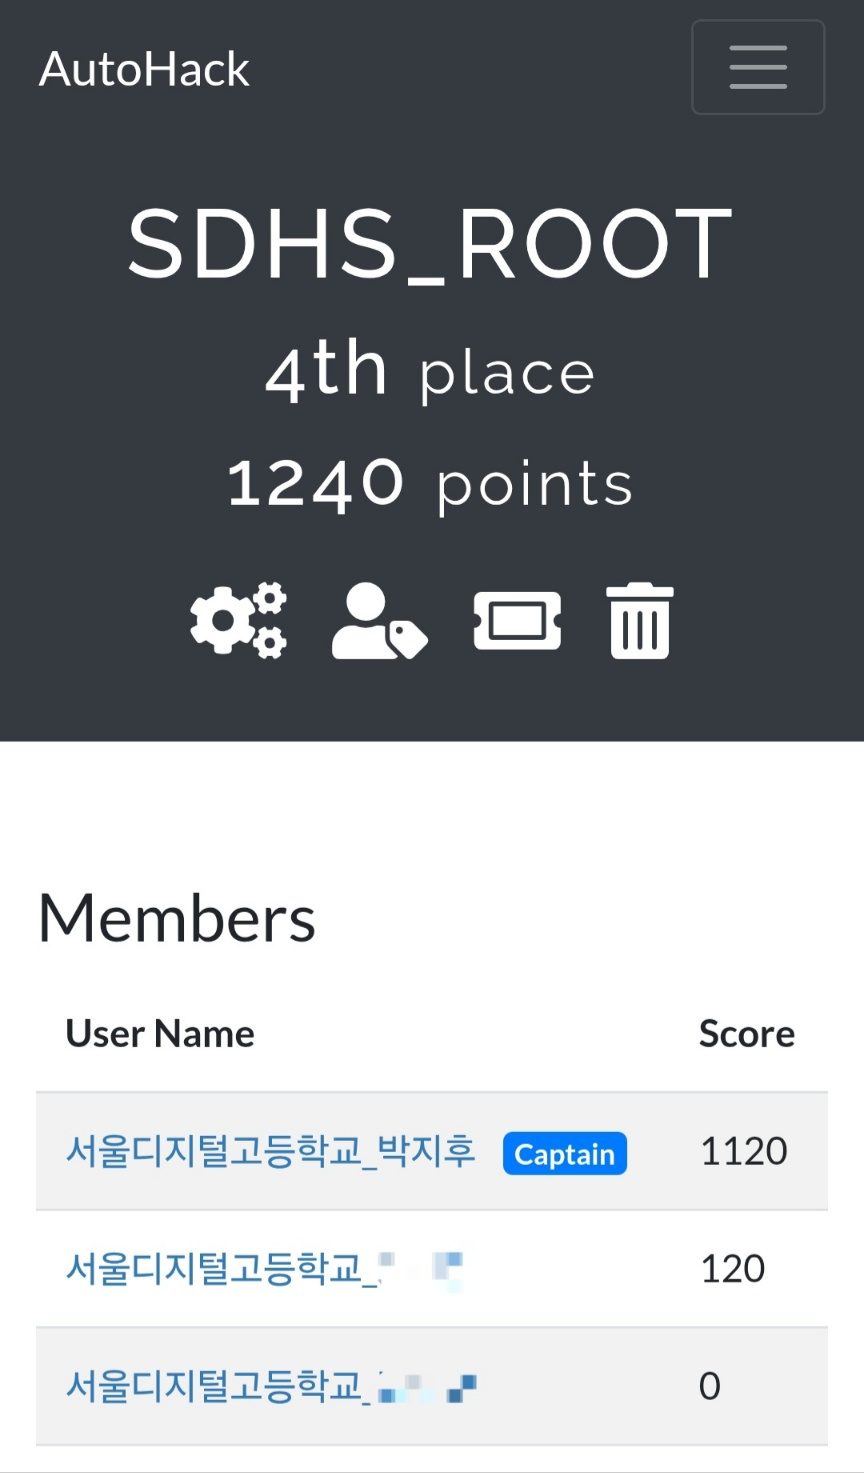 AutoHack
SDHS_ROOT
4th place
1240 points
Members
User Name Score
서울디지털고등학교_박지후 Captain 1120
서울디지털고등학교_ 120
서울디지털고등학교_ 0